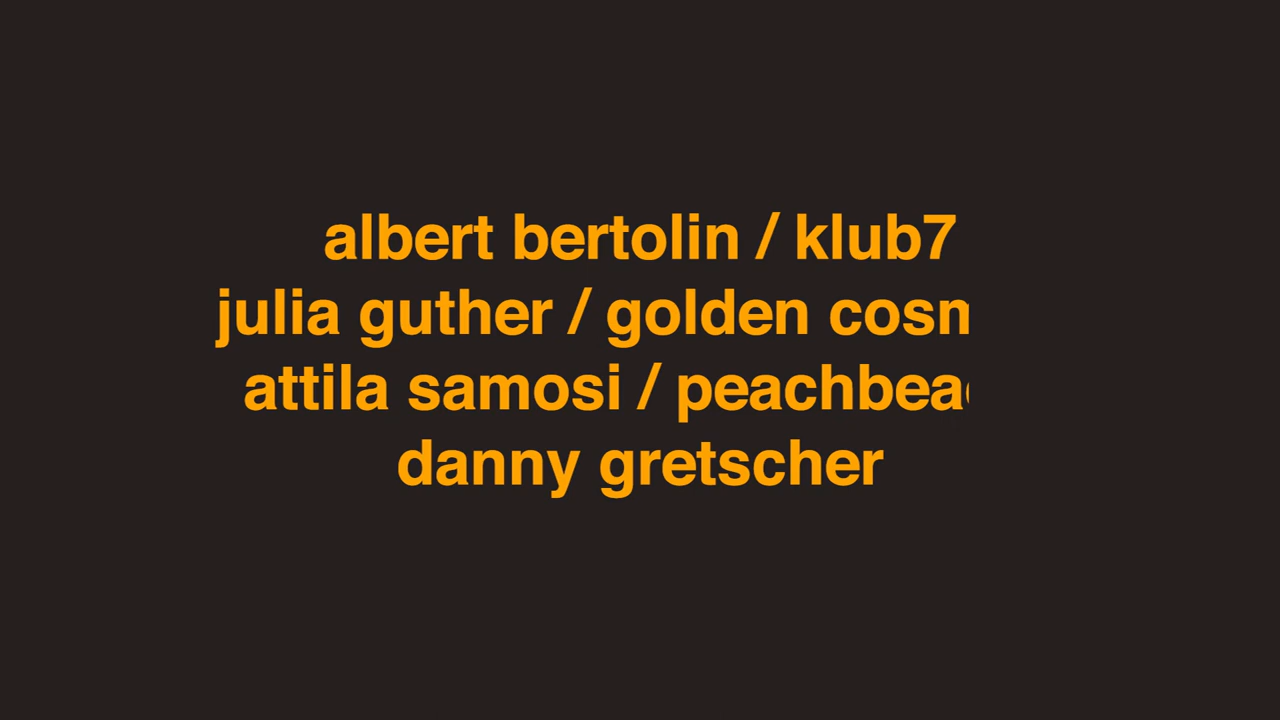 albert bertolin / klub7
julia guther / golden
attila samosi /
danny gretscher